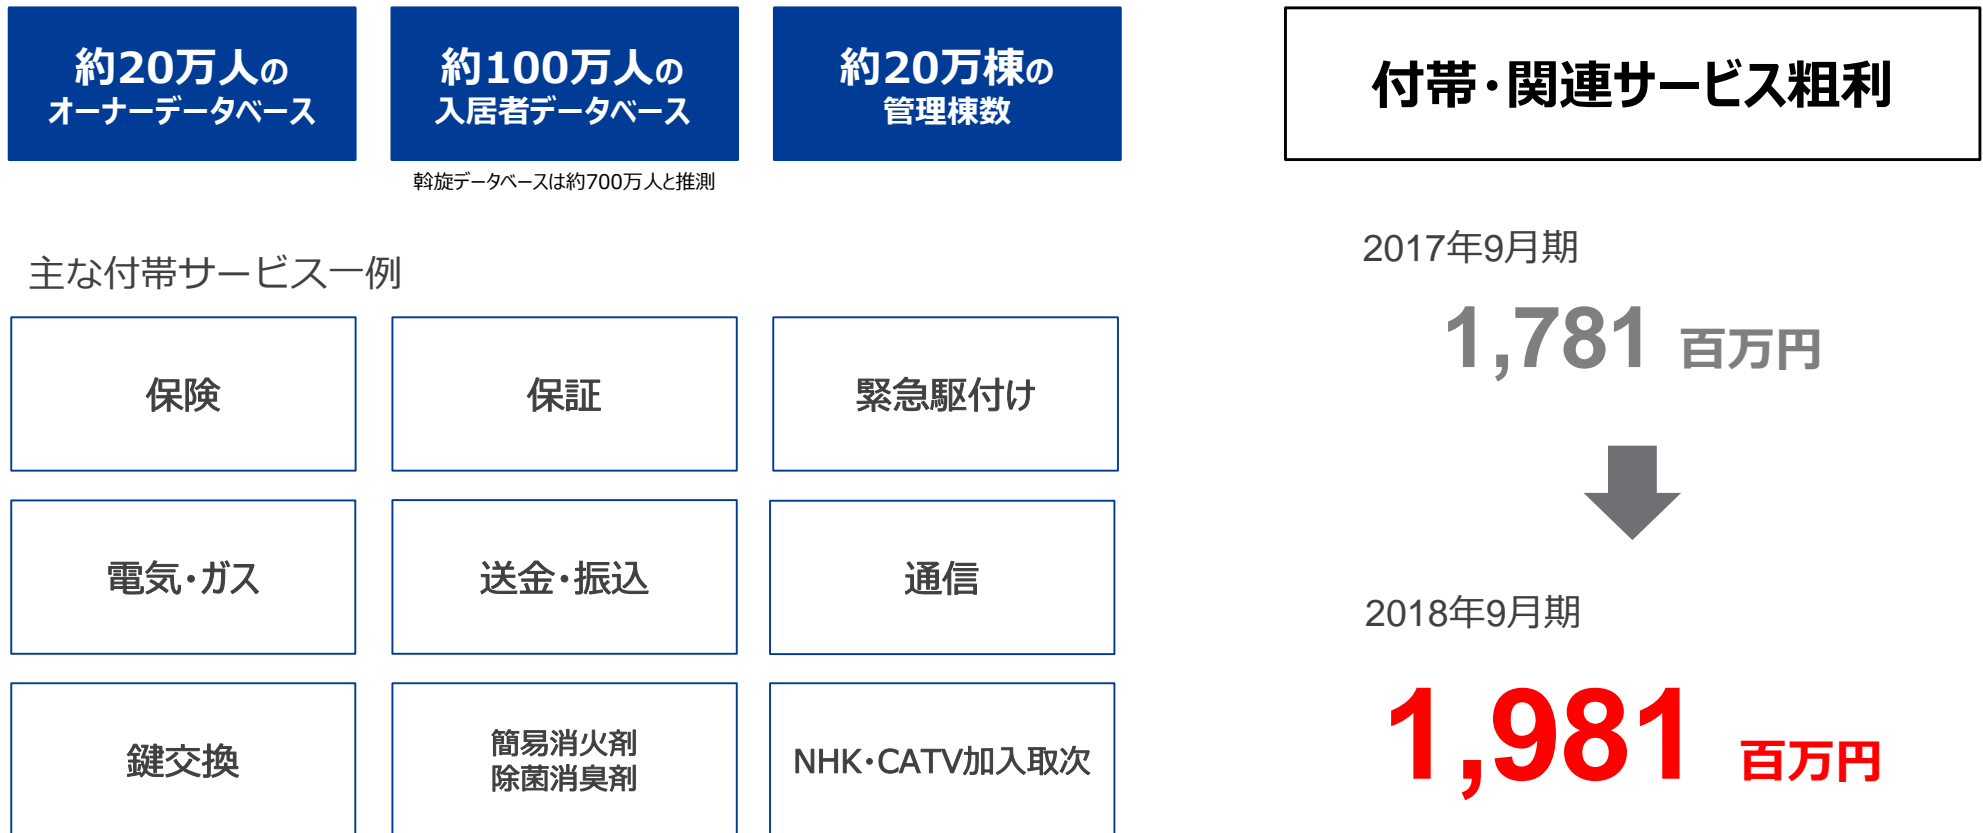 約20万人の
オーナーデータベース
約100万人の
入居者データベース
約20万棟の
管理棟数
斡旋データベースは約700万人と推測
主な付帯サービス一例
保険
保証
緊急駆付け
電気・ガス
送金・振込
通信
鍵交換
簡易消火剤
除菌消臭剤
NHK・CATV加入取次
付帯・関連サービス粗利
2017年9月期
1,781 百万円
2018年9月期
1,981 百万円